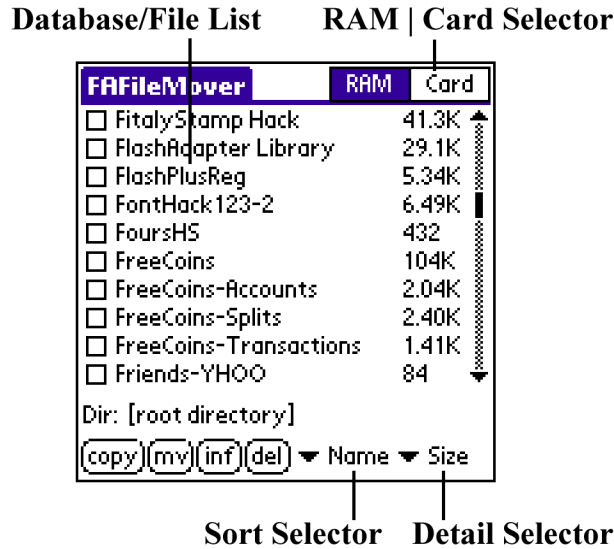 Database/File List RAM | Card Selector
FAFileMover RAM Card
FitalyStamp Hack 41.3K
FlashAdapter Library 29.1K
FlashPlusReg 5.34K
FontHack123-2 6.49K
FoursHS 432
FreeCoins 104K
FreeCoins-Accounts 2.04K
FreeCoins-Splits 2.40K
FreeCoins-Transactions 1.41K
Friends-YHOO 84
Dir: [root directory]
copy mv inf del Name Size
Sort Selector Detail Selector